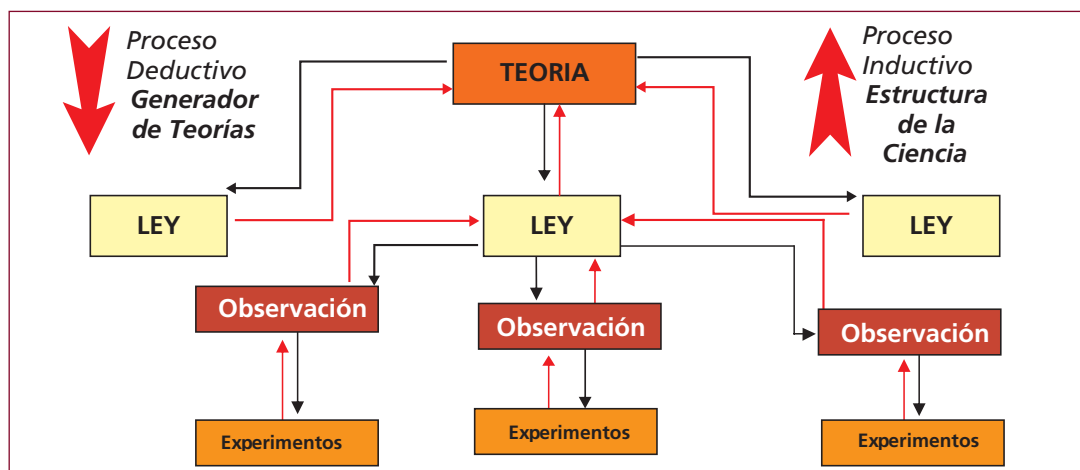 Proceso
Deductivo
Generador
de Teorías
TEORIA
Proceso
Inductivo
Estructura
de la
Ciencia
LEY
LEY
LEY
Observación
Observación
Observación
Experimentos
Experimentos
Experimentos